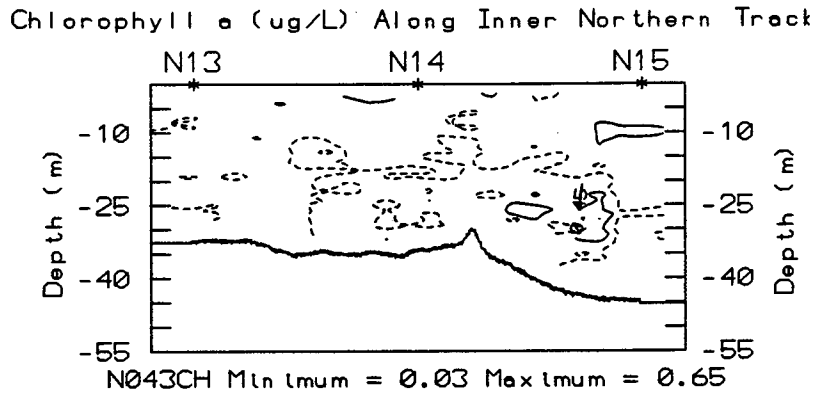 Chlorophyll a (ug/L) Along Inner Northern Track
N13 N14 N15
Depth (m)
-10
-25
-40
-55
-10
-25
-40
-55
Depth (m)
N043CH Minimum = 0.03 Maximum = 0.65